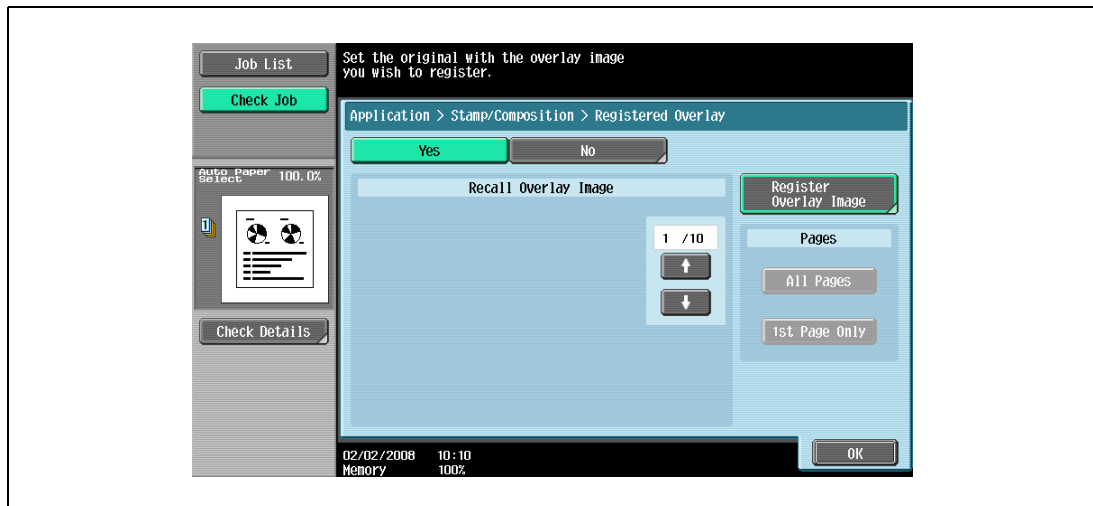 Job List
Check Job
Auto Paper
Select 100.0%
1
Check Details
Set the original with the overlay image
you wish to register.
Application > Stamp/Composition > Registered Overlay
Yes No
Recall Overlay Image
1 /10
Register
Overlay Image
Pages
All Pages
1st Page Only
02/02/2008 10:10
Memory 100%
OK